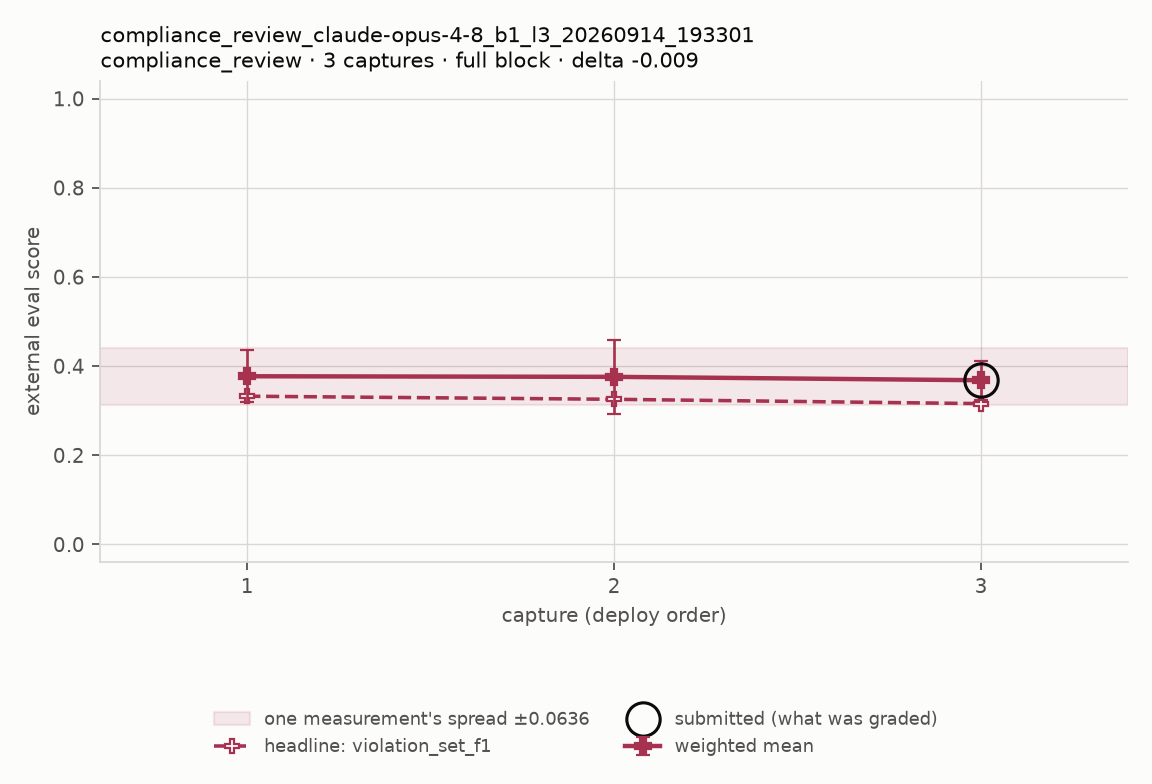 compliance_review_claude-opus-4-8_b1_l3_20260914_193301
compliance_review · 3 captures · full block · delta -0.009
1.0
0.8
0.6
0.4
0.2
0.0
external eval score
1 2 3
capture (deploy order)
one measurement's spread ±0.0636
headline: violation_set_f1
submitted (what was graded)
weighted mean